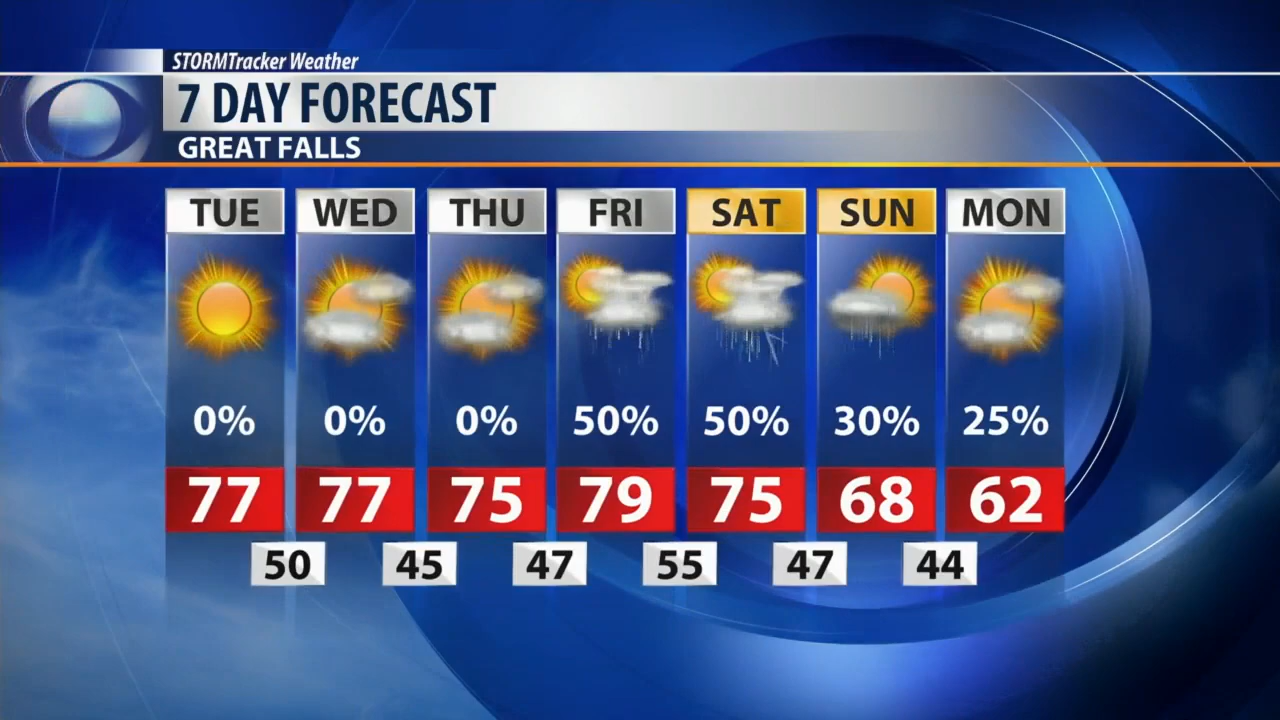 STORMTracker Weather
7 DAY FORECAST
GREAT FALLS
TUE WED THU FRI SAT SUN MON
0% 0% 0% 50% 50% 30% 25%
77 77 75 79 75 68 62
50 45 47 55 47 44